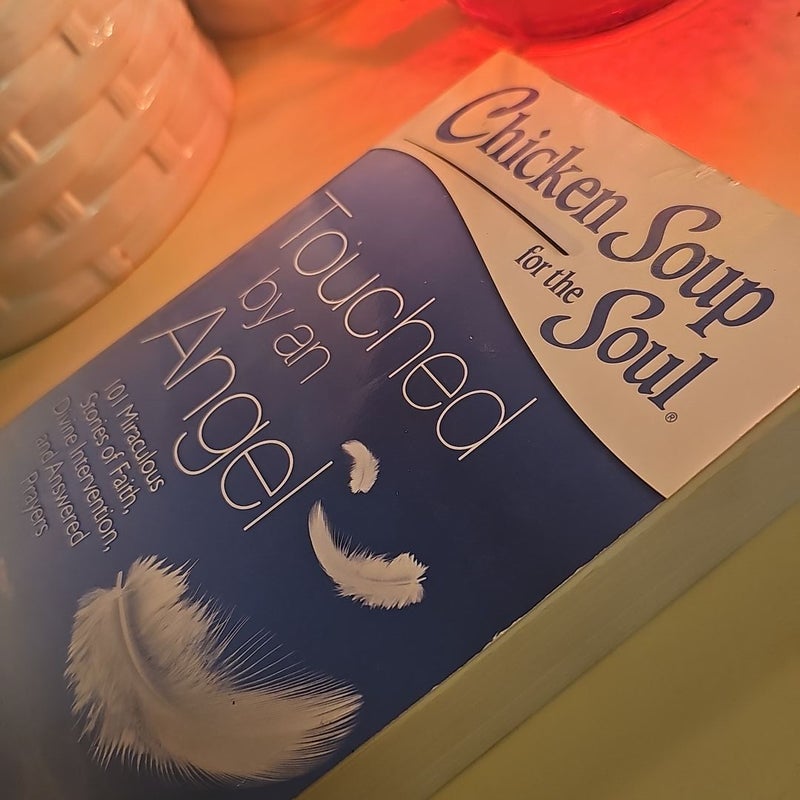 Chicken Soup
for the
Soul®
Touched
by an
Angel
101 Miraculous
Stories of Faith,
Divine Intervention,
and Answered
Prayers